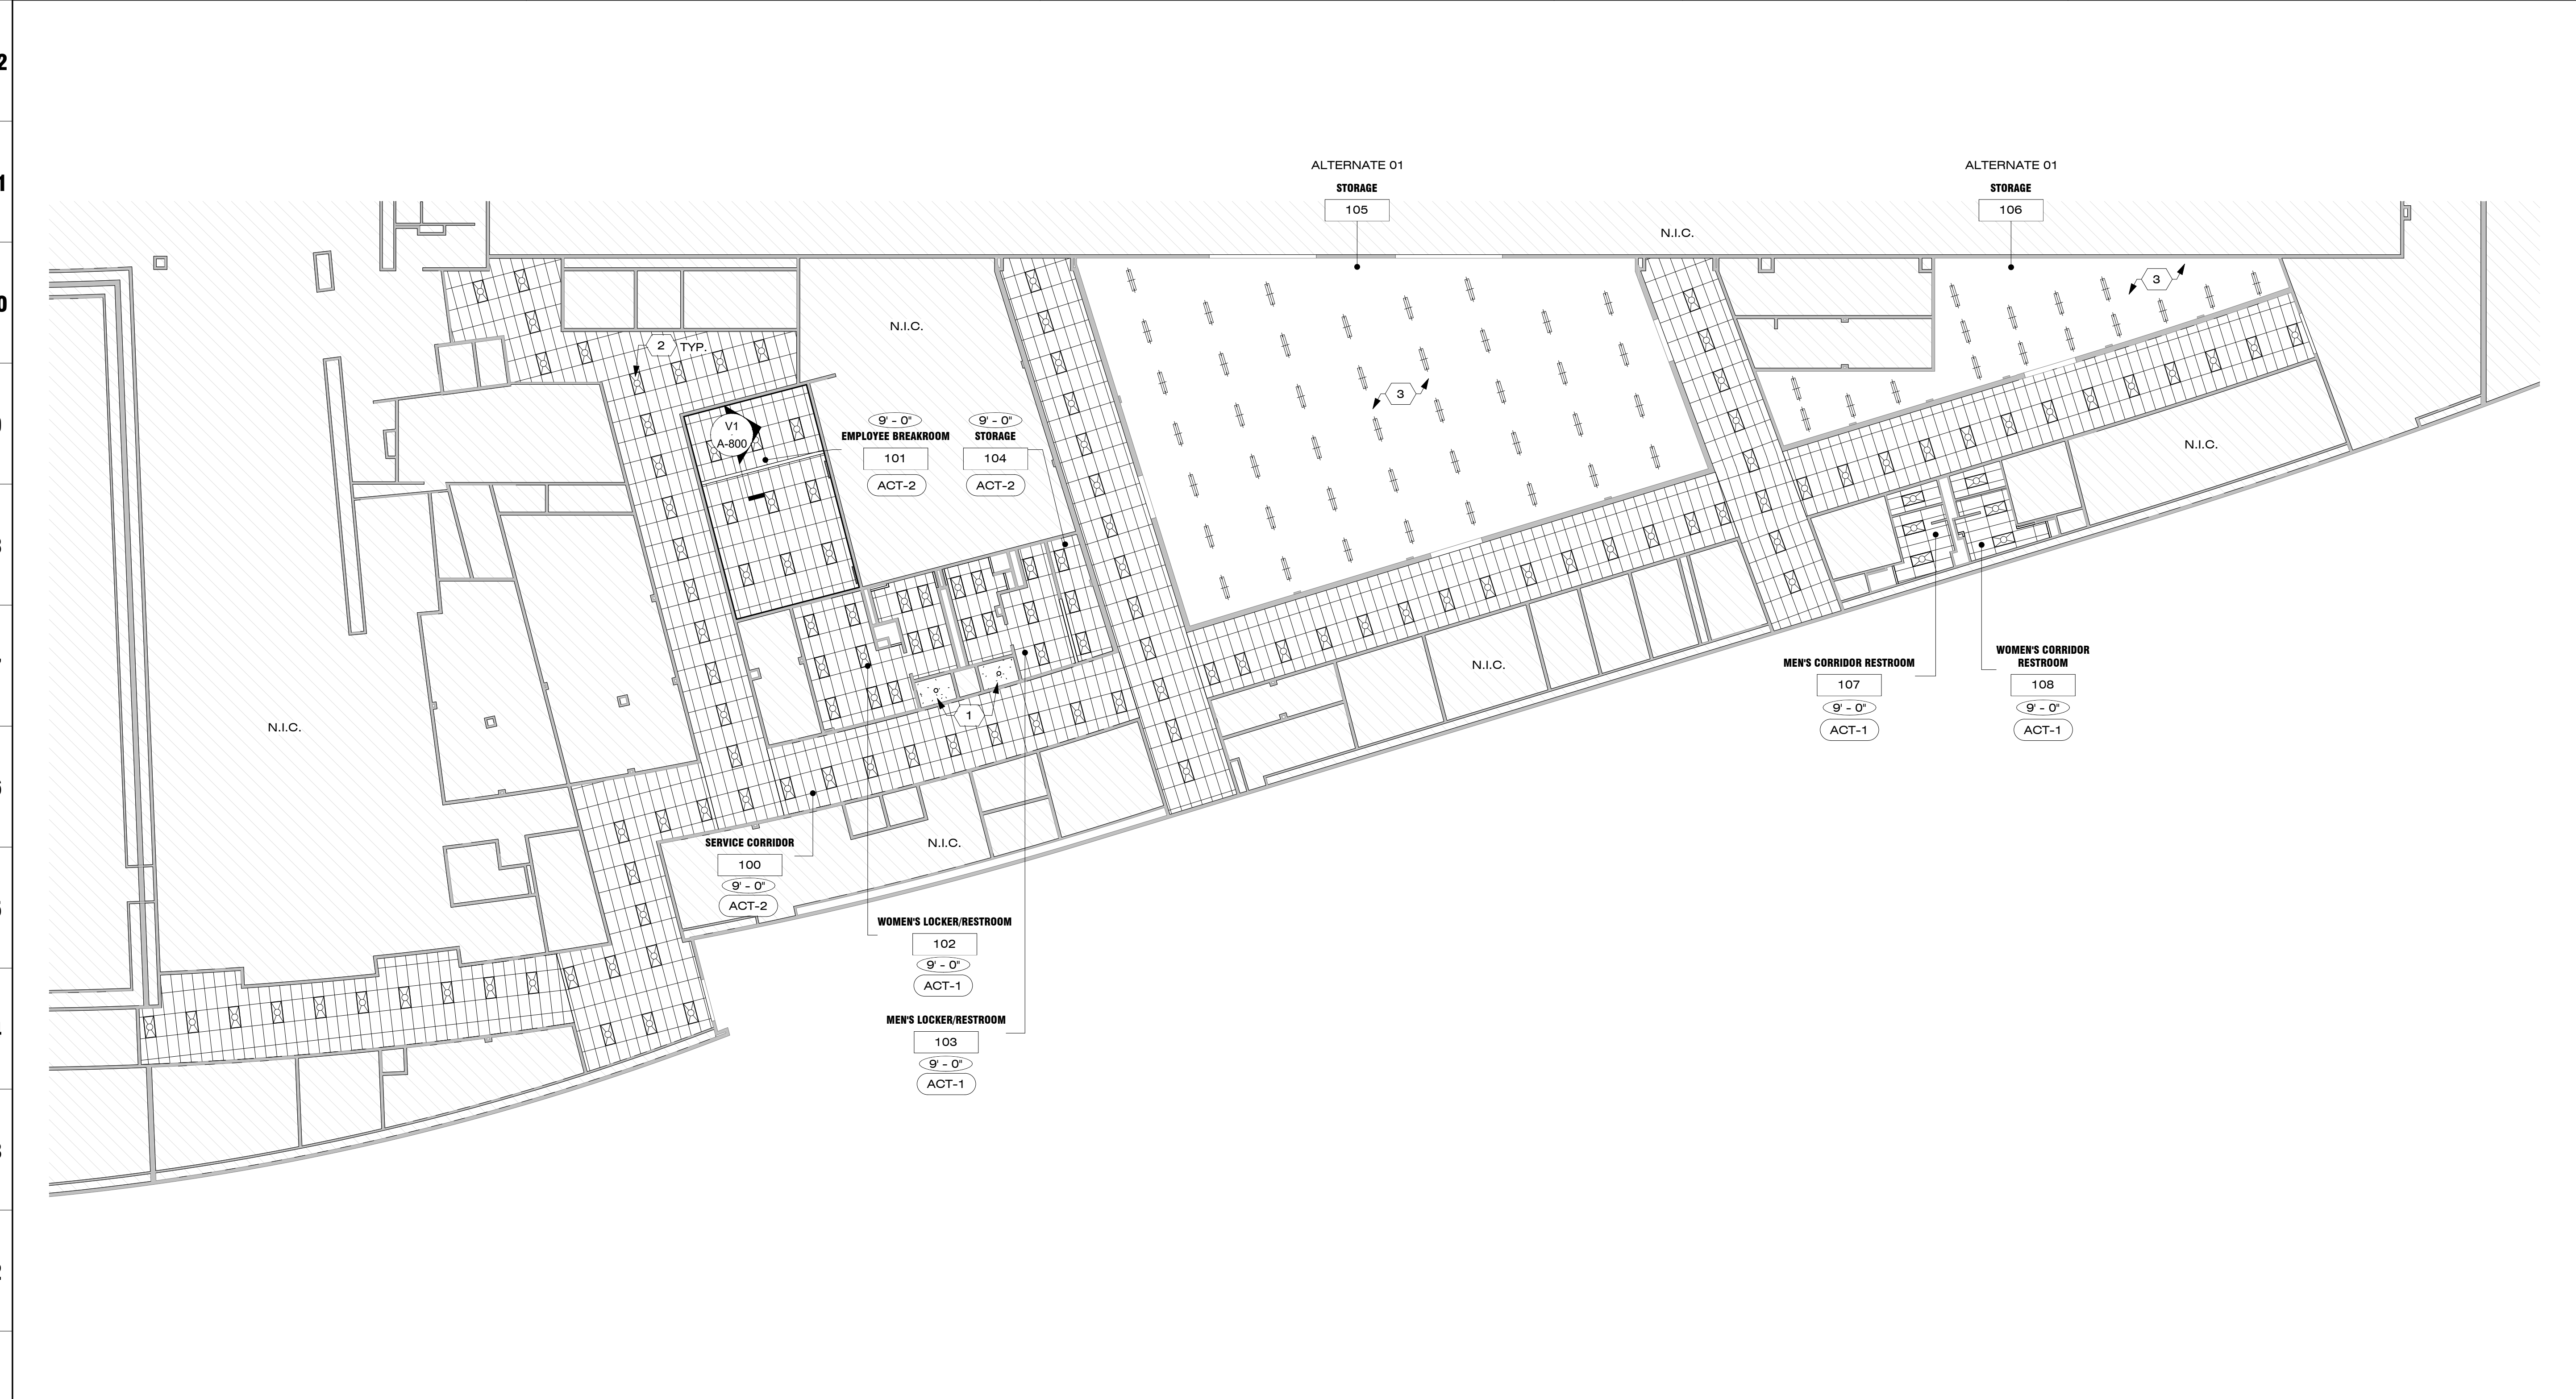 ALTERNATE 01
STORAGE
105
ALTERNATE 01
STORAGE
106
N.I.C.
3
N.I.C.
2 TYP.
3
V1
A-800
9' - 0"
EMPLOYEE BREAKROOM
101
ACT-2
9' - 0"
STORAGE
104
ACT-2
N.I.C.
N.I.C.
MEN'S CORRIDOR RESTROOM
107
9' - 0"
ACT-1
WOMEN'S CORRIDOR
RESTROOM
108
9' - 0"
ACT-1
1
N.I.C.
SERVICE CORRIDOR
100
9' - 0"
ACT-2
N.I.C.
WOMEN'S LOCKER/RESTROOM
102
9' - 0"
ACT-1
MEN'S LOCKER/RESTROOM
103
9' - 0"
ACT-1